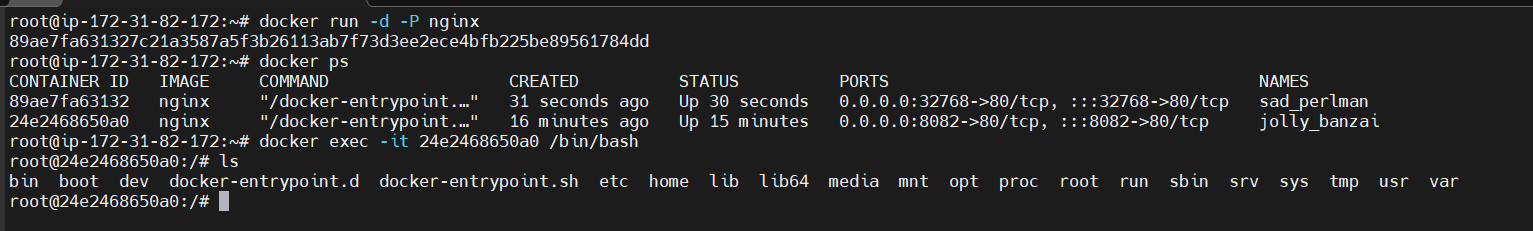 root@ip-172-31-82-172:~# docker run -d -P nginx
89ae7fa631327c21a3587a5f3b26113ab7f73d3ee2ece4bfb225be89561784dd
root@ip-172-31-82-172:~# docker ps
CONTAINER ID   IMAGE     COMMAND                  CREATED          STATUS          PORTS                                     NAMES
89ae7fa63132   nginx     "/docker-entrypoint.…"   31 seconds ago   Up 30 seconds   0.0.0.0:32768->80/tcp, :::32768->80/tcp   sad_perlman
24e2468650a0   nginx     "/docker-entrypoint.…"   16 minutes ago   Up 15 minutes   0.0.0.0:8082->80/tcp, :::8082->80/tcp     jolly_banzai
root@ip-172-31-82-172:~# docker exec -it 24e2468650a0 /bin/bash
root@24e2468650a0:/# ls
bin  boot  dev  docker-entrypoint.d  docker-entrypoint.sh  etc  home  lib  lib64  media  mnt  opt  proc  root  run  sbin  srv  sys  tmp  usr  var
root@24e2468650a0:/#